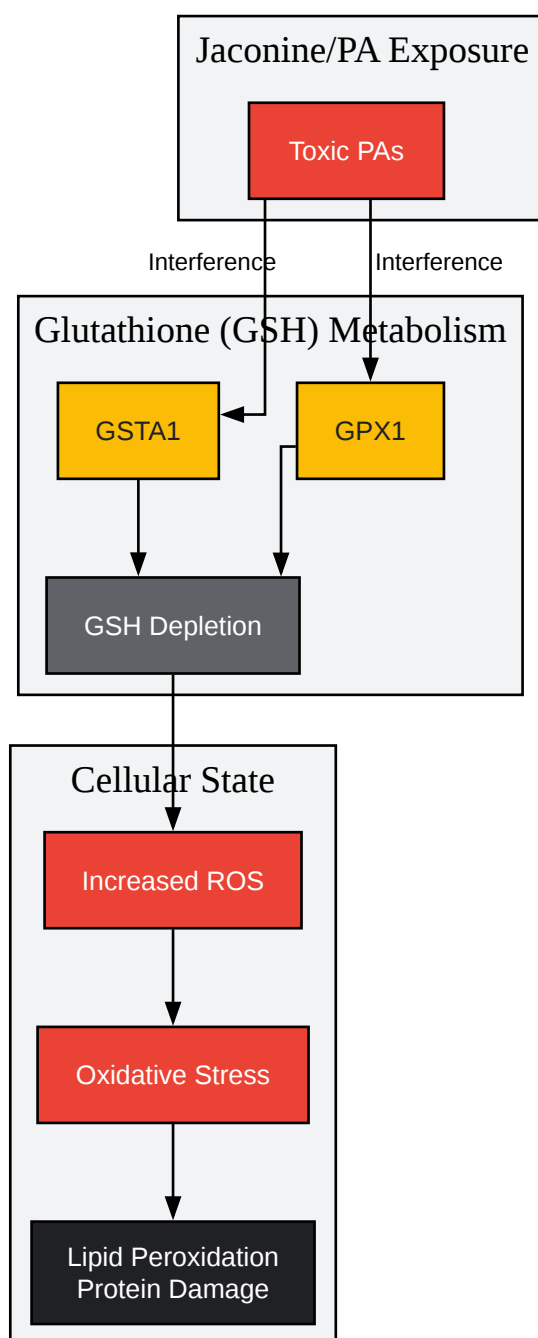 Jaconine/PA Exposure
Toxic PAs
Interference
Interference
Glutathione (GSH) Metabolism
GSTA1
GPX1
GSH Depletion
Cellular State
Increased ROS
Oxidative Stress
Lipid Peroxidation
Protein Damage